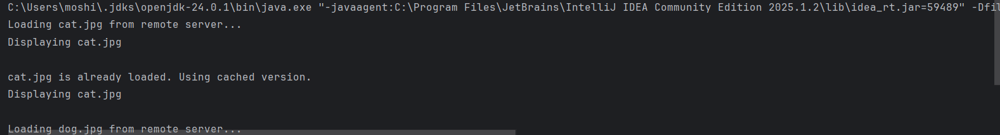 C:\Users\moshi\.jdks\openjdk-24.0.1\bin\java.exe "-javaagent:C:\Program Files\JetBrains\IntelliJ IDEA Community Edition 2025.1.2\lib\idea_rt.jar=59489" -Dfil
Loading cat.jpg from remote server...
Displaying cat.jpg
cat.jpg is already loaded. Using cached version.
Displaying cat.jpg
Loading dog.jpg from remote server...